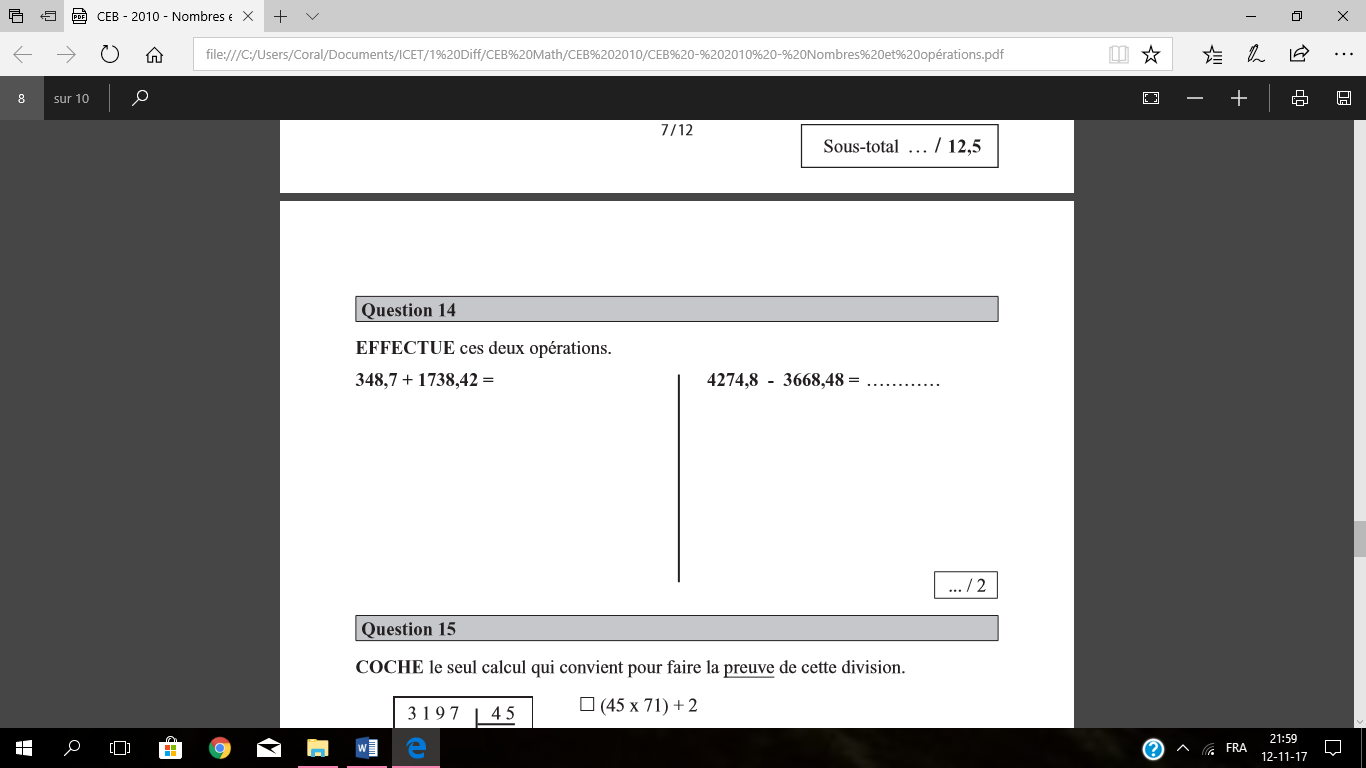 CEB - 2010 - Nombres e
file:///C:/Users/Coral/Documents/ICET/1%20Diff/CEB%20Math/CEB%202010/CEB%20-%202010%20-%20Nombres%20et%20opérations.pdf
8 sur 10
7/12
Sous-total … / 12,5
Question 14
EFFECTUE ces deux opérations.
348,7 + 1738,42 =
4274,8 - 3668,48 = …………
... / 2
Question 15
COCHE le seul calcul qui convient pour faire la preuve de cette division.
3 1 9 7 4 5
(45 x 71) + 2
FRA
21:59
12-11-17